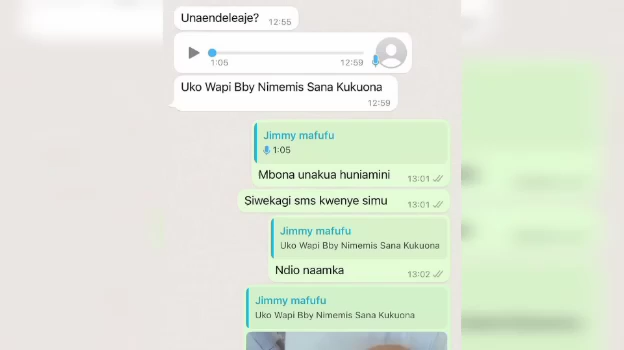 Unaendeleaje? 12:55
1:05 12:59
Uko Wapi Bby Nimemis Sana Kukuona
12:59
Jimmy mafufu
1:05
Mbona unakua huniamini 13:01
Siwekagi sms kwenye simu 13:01
Jimmy mafufu
Uko Wapi Bby Nimemis Sana Kukuona
Ndio naamka 13:02
Jimmy mafufu
Uko Wapi Bby Nimemis Sana Kukuona